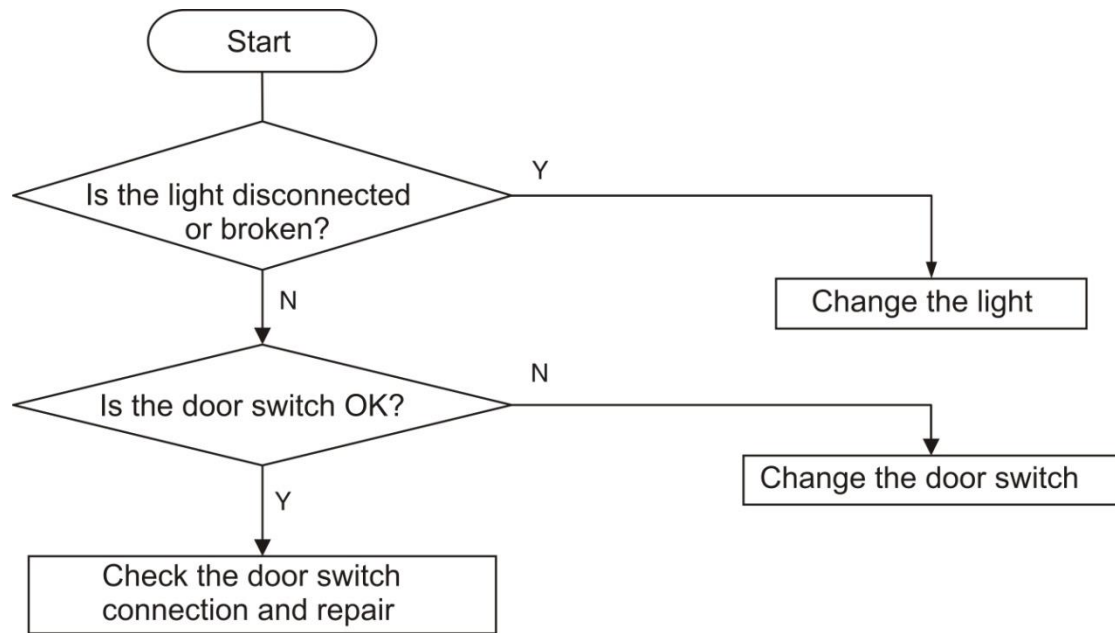 Start
Is the light disconnected
or broken?
Y
Change the light
N
Is the door switch OK?
N
Change the door switch
Y
Check the door switch
connection and repair